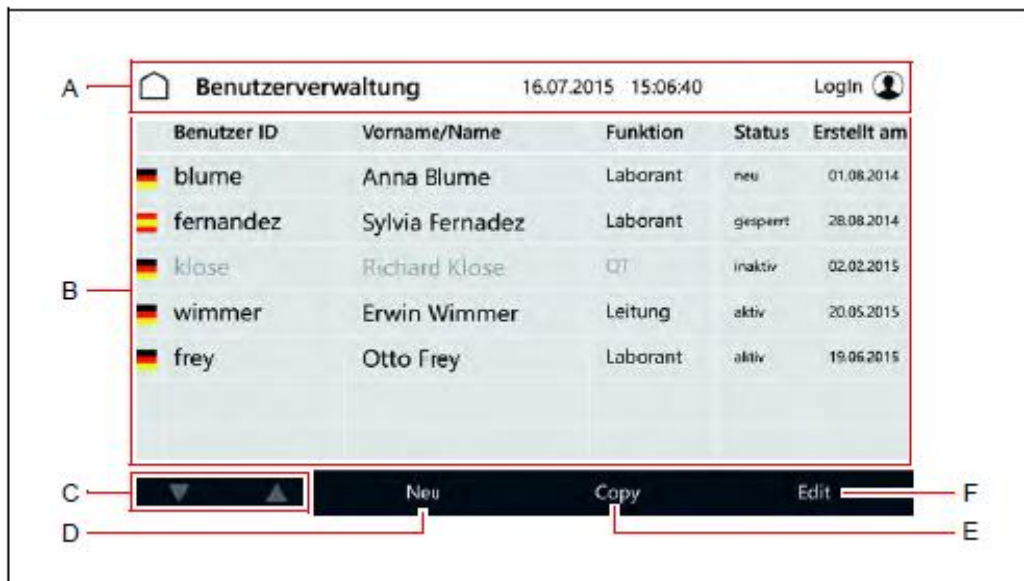 A Benutzerverwaltung 16.07.2015 15:06:40 LogIn
Benutzer ID Vorname/Name Funktion Status Erstellt am
blume Anna Blume Laborant neu 01.08.2014
fernandez Sylvia Fernadez Laborant gesperrt 28.08.2014
klose Richard Klose QT inaktiv 02.02.2015
B
wimmer Erwin Wimmer Leitung aktiv 20.05.2015
frey Otto Frey Laborant aktiv 19.06.2015
C Neu Copy Edit F
D E